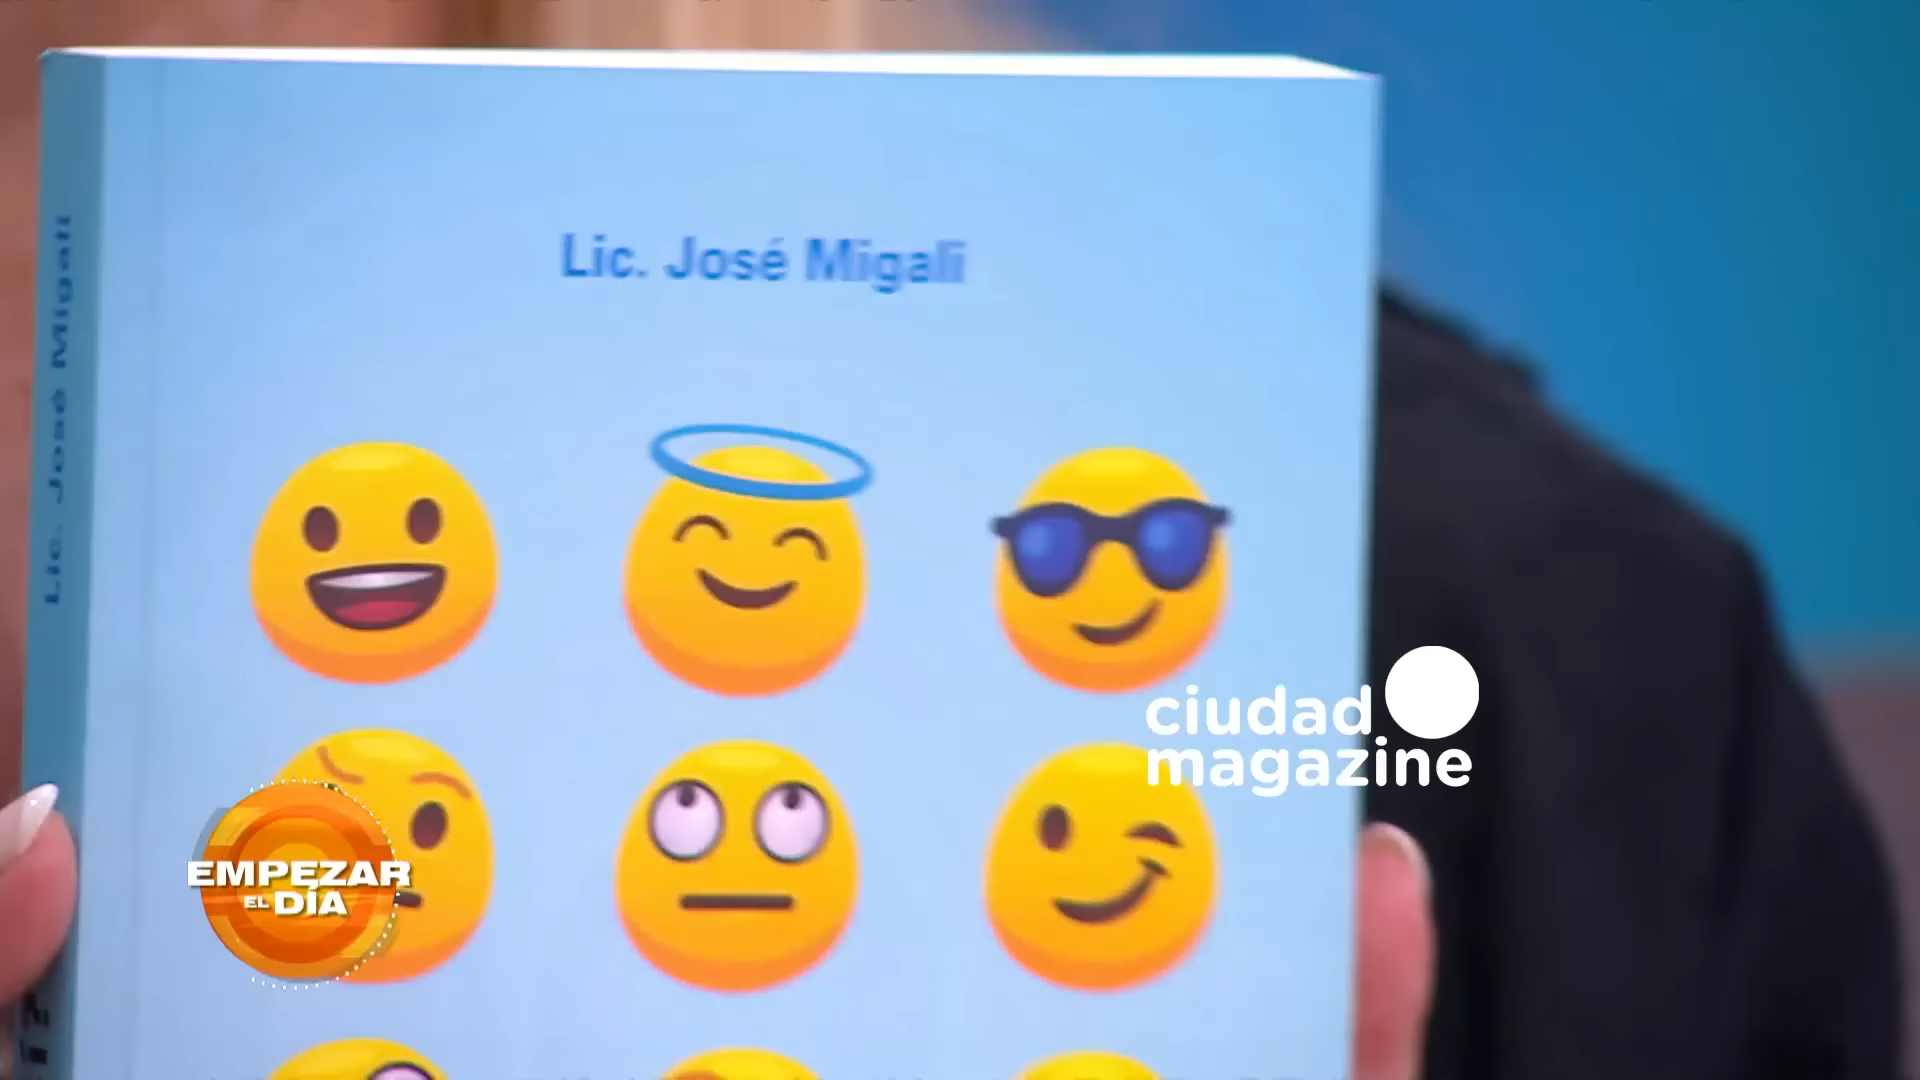 Lic. José Migali
Lic. José Migali
ciudad
magazine
EMPEZAR
EL DÍA